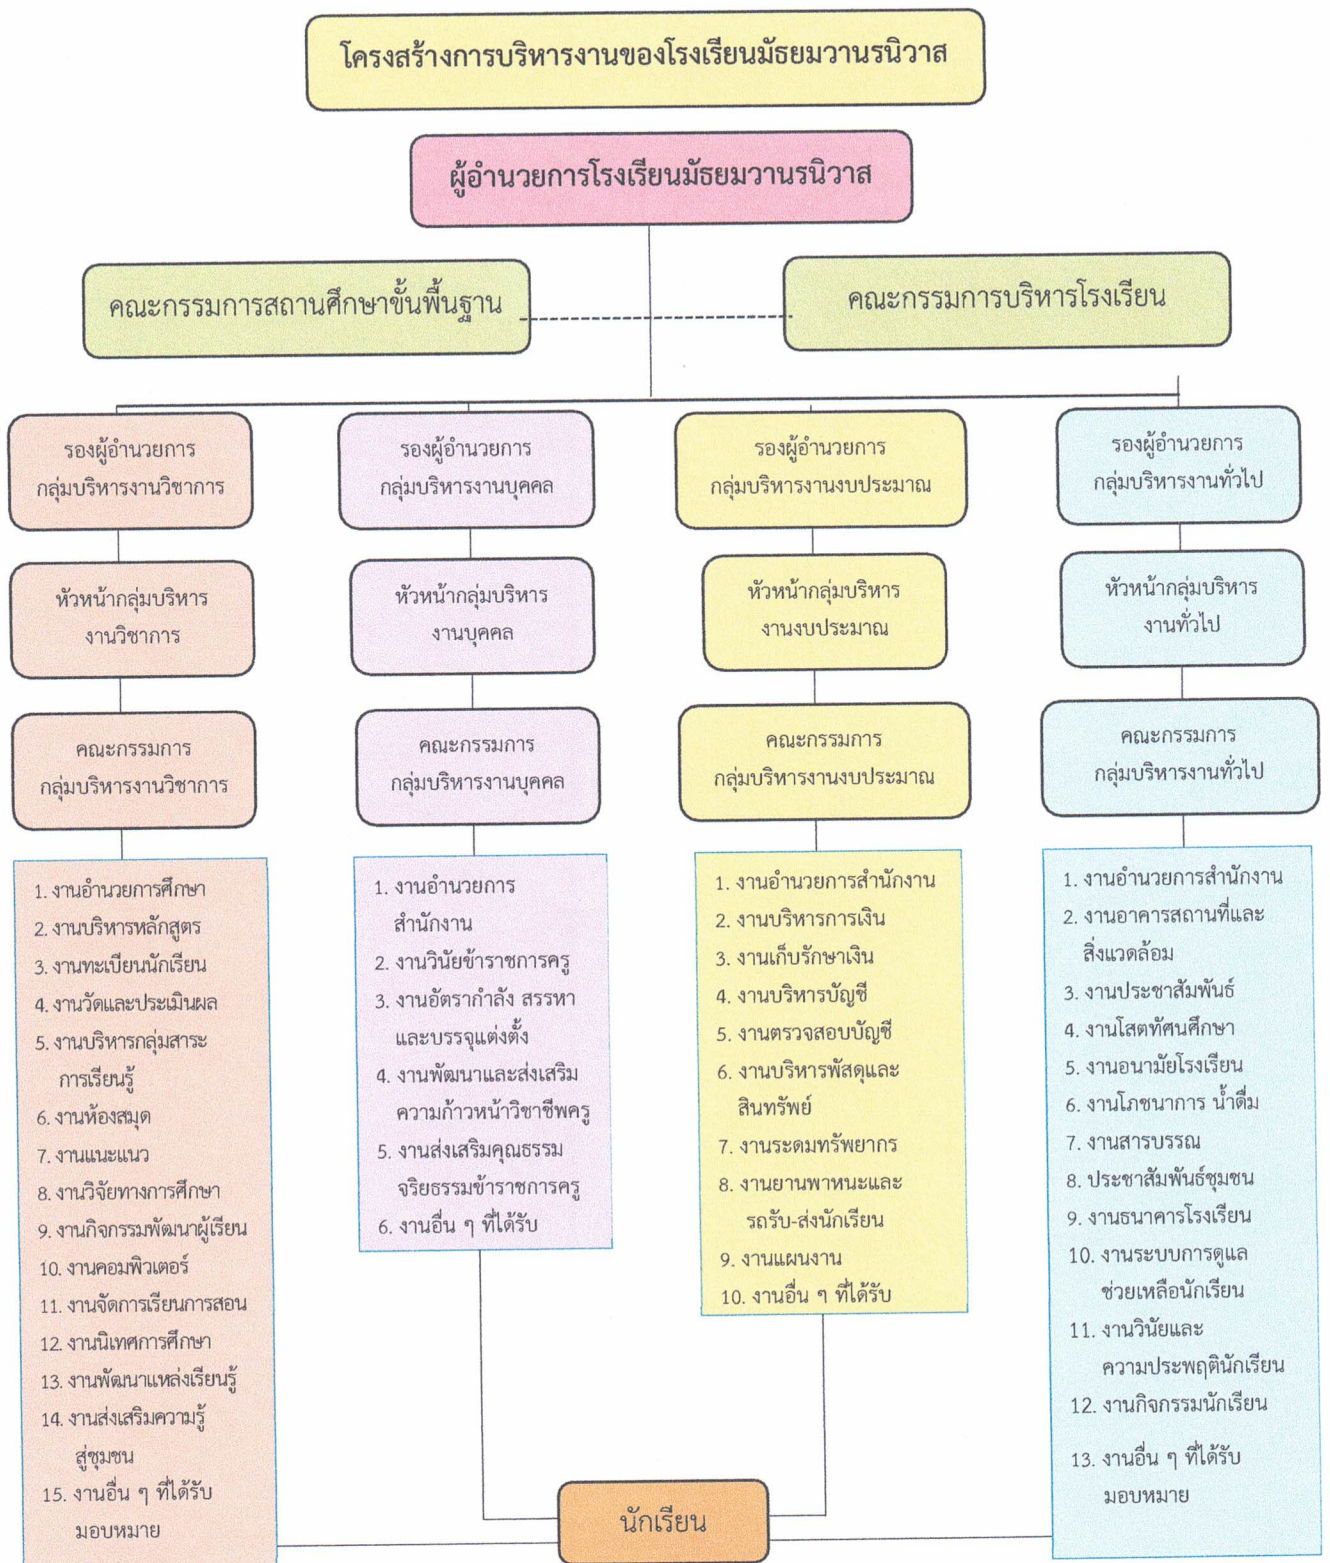 โครงสร้างการบริหารงานของโรงเรียนมัธยมวานรนิวาส
ผู้อำนวยการโรงเรียนมัธยมวานรนิวาส
คณะกรรมการสถานศึกษาขั้นพื้นฐาน
คณะกรรมการบริหารโรงเรียน
รองผู้อำนวยการ
กลุ่มบริหารงานวิชาการ
รองผู้อำนวยการ
กลุ่มบริหารงานบุคคล
รองผู้อำนวยการ
กลุ่มบริหารงานงบประมาณ
รองผู้อำนวยการ
กลุ่มบริหารงานทั่วไป
หัวหน้ากลุ่มบริหาร
งานวิชาการ
หัวหน้ากลุ่มบริหาร
งานบุคคล
หัวหน้ากลุ่มบริหาร
งานงบประมาณ
หัวหน้ากลุ่มบริหาร
งานทั่วไป
คณะกรรมการ
กลุ่มบริหารงานวิชาการ
คณะกรรมการ
กลุ่มบริหารงานบุคคล
คณะกรรมการ
กลุ่มบริหารงานงบประมาณ
คณะกรรมการ
กลุ่มบริหารงานทั่วไป
1. งานอำนวยการศึกษา
2. งานบริหารหลักสูตร
3. งานทะเบียนนักเรียน
4. งานวัดและประเมินผล
5. งานบริหารกลุ่มสาระ
การเรียนรู้
6. งานห้องสมุด
7. งานแนะแนว
8. งานวิจัยทางการศึกษา
9. งานกิจกรรมพัฒนาผู้เรียน
10. งานคอมพิวเตอร์
11. งานจัดการเรียนการสอน
12. งานนิเทศการศึกษา
13. งานพัฒนาแหล่งเรียนรู้
14. งานส่งเสริมความรู้
สู่ชุมชน
15. งานอื่น ๆ ที่ได้รับ
มอบหมาย
1. งานอำนวยการ
สำนักงาน
2. งานวินัยข้าราชการครู
3. งานอัตรากำลัง สรรหา
และบรรจุแต่งตั้ง
4. งานพัฒนาและส่งเสริม
ความก้าวหน้าวิชาชีพครู
5. งานส่งเสริมคุณธรรม
จริยธรรมข้าราชการครู
6. งานอื่น ๆ ที่ได้รับ
1. งานอำนวยการสำนักงาน
2. งานบริหารการเงิน
3. งานเก็บรักษาเงิน
4. งานบริหารบัญชี
5. งานตรวจสอบบัญชี
6. งานบริหารพัสดุและ
สินทรัพย์
7. งานระดมทรัพยากร
8. งานยานพาหนะและ
รถรับ-ส่งนักเรียน
9. งานแผนงาน
10. งานอื่น ๆ ที่ได้รับ
1. งานอำนวยการสำนักงาน
2. งานอาคารสถานที่และ
สิ่งแวดล้อม
3. งานประชาสัมพันธ์
4. งานโสตทัศนศึกษา
5. งานอนามัยโรงเรียน
6. งานโภชนาการ น้ำดื่ม
7. งานสารบรรณ
8. ประชาสัมพันธ์ชุมชน
9. งานธนาคารโรงเรียน
10. งานระบบการดูแล
ช่วยเหลือนักเรียน
11. งานวินัยและ
ความประพฤตินักเรียน
12. งานกิจกรรมนักเรียน
13. งานอื่น ๆ ที่ได้รับ
มอบหมาย
นักเรียน